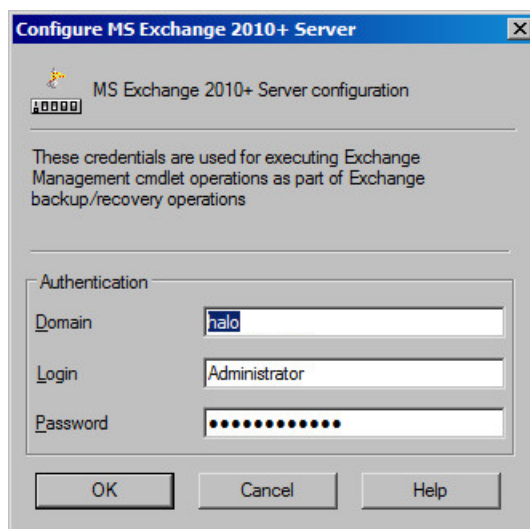 Configure MS Exchange 2010+ Server
MS Exchange 2010+ Server configuration
These credentials are used for executing Exchange
Management cmdlet operations as part of Exchange
backup/recovery operations
Authentication
Domain
halo
Login
Administrator
Password
●●●●●●●●●●●●
OK
Cancel
Help